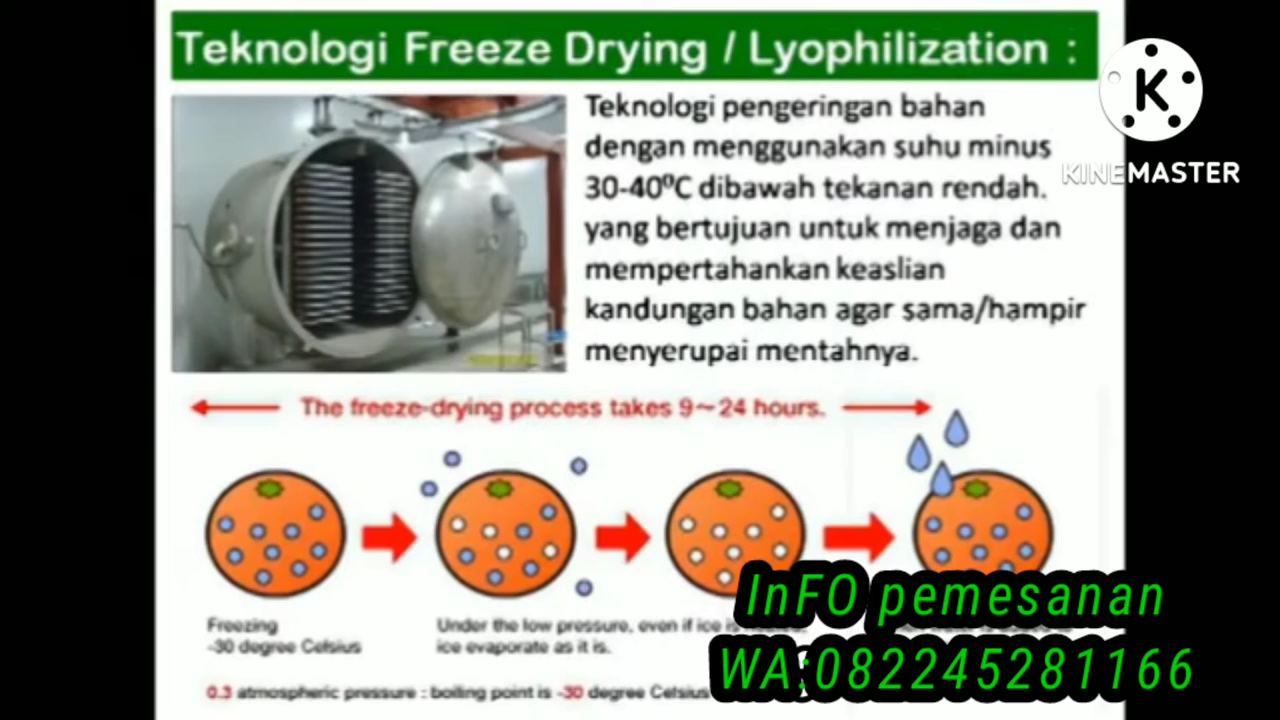 Teknologi Freeze Drying / Lyophilization :
K
KINEMASTER
Teknologi pengeringan bahan
dengan menggunakan suhu minus
30-40⁰C dibawah tekanan rendah.
yang bertujuan untuk menjaga dan
mempertahankan keaslian
kandungan bahan agar sama/hampir
menyerupai mentahnya.
The freeze-drying process takes 9~24 hours.
Freezing
-30 degree Celsius
Under the low pressure, even if ice is
ice evaporate as it is.
0.3 atmospheric pressure : boiling point is -30 degree Celsius
InFO pemesanan
WA:082245281166